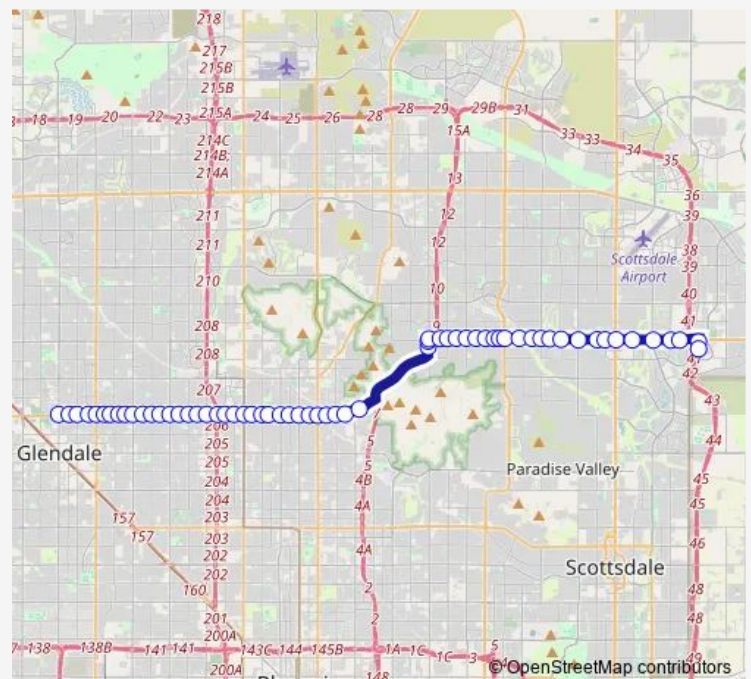 218
217
215B
215B
215A
214C
214B,
214A
211
211
210
208
208
207
206
205
205
204
204
203
203
202
202
201
200A
200A
18 19 20 22 23 24 25 26 28 28 29 29B 31 33 33 34 35
15A
13
12
12
10
9
36
39
38
39
40
41
42
43
44
45
45
46
48
48
49
Scottsdale
Airport
5
5
4B
4A
4A
2
2
Glendale
Paradise Valley
Scottsdale
157
157
160
138 138B 141 141 143C 144 145B 1A 1C 1C 3 5
148
© OpenStreetMap contributors